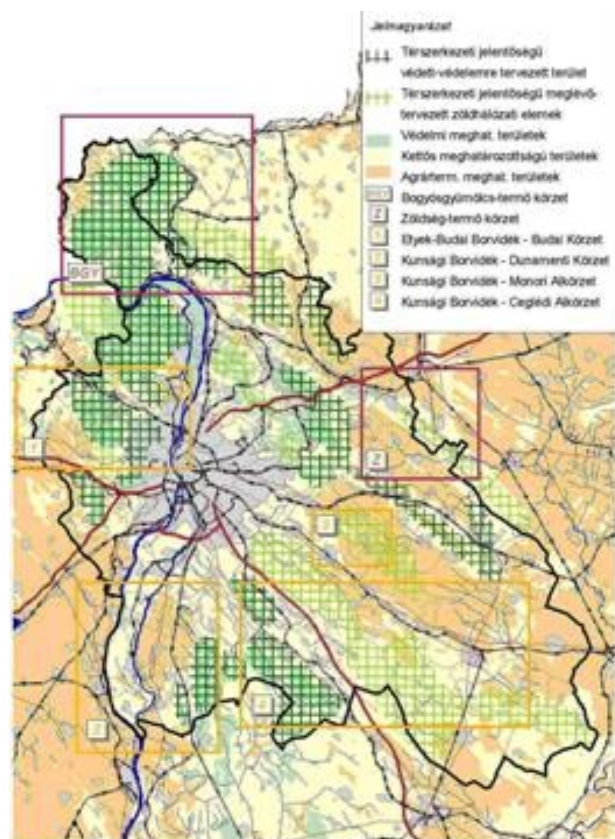 Jelmagyarázat
Térszerkezeti jelentőségű
védett-védelemre tervezett terület
Térszerkezeti jelentőségű meglévő-
tervezett zöldhálózati elemek
Védelmi meghat. területek
Kettős meghatározottságú területek
Agrárterm. meghat. területek
BGY Bogyósgyümölcs-termő körzet
Z Zöldség-termő körzet
Etyek-Budai Borvidék - Budai Körzet
Kunsági Borvidék - Dunamenti Körzet
Kunsági Borvidék - Monori Alkörzet
Kunsági Borvidék - Ceglédi Alkörzet
BGY
1
Z